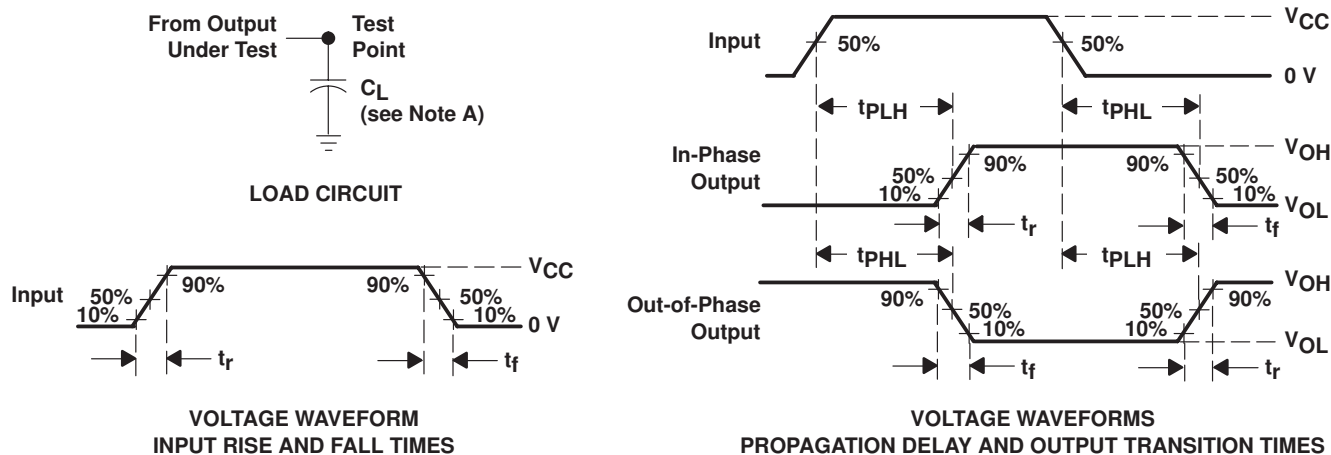 From Output
Under Test
Test
Point
CL
(see Note A)
LOAD CIRCUIT
Input
50%
10%
90%
90%
50%
10%
VCC
0 V
tr
tf
VOLTAGE WAVEFORM
INPUT RISE AND FALL TIMES
Input
50%
50%
VCC
0 V
tPLH
tPHL
In-Phase
Output
50%
10%
90%
90%
50%
10%
VOH
VOL
tr
tf
tPHL
tPLH
Out-of-Phase
Output
90%
50%
10%
50%
10%
90%
VOH
VOL
tf
tr
VOLTAGE WAVEFORMS
PROPAGATION DELAY AND OUTPUT TRANSITION TIMES